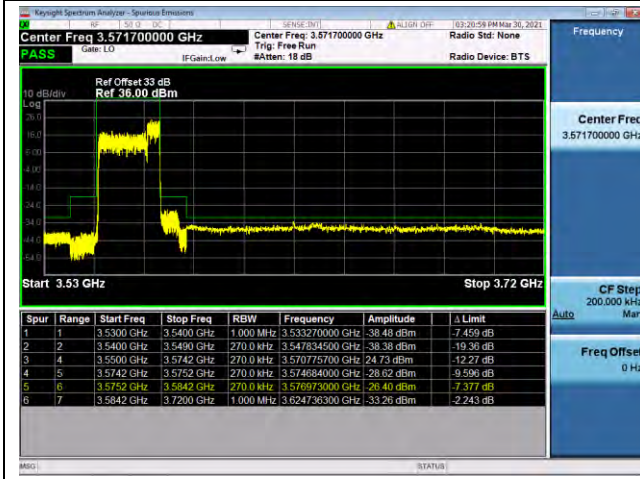 Keysight Spectrum Analyzer - Spurious Emissions
RF 50 Ω DC SENSE:INT ALIGN OFF 03:20:59 PM Mar 30, 2021
Center Freq 3.571700000 GHz Center Freq: 3.571700000 GHz Radio Std: None
PASS Gate: LO IFGain:Low Trig: Free Run
#Atten: 18 dB Radio Device: BTS
Ref Offset 33 dB
10 dB/div Ref 36.00 dBm
Log
26.0
16.0
6.00
-14.0
-24.0
-34.0
-44.0
-54.0
Start 3.53 GHz Stop 3.72 GHz
Spur Range Start Freq Stop Freq RBW Frequency Amplitude Δ Limit
1 1 3.5300 GHz 3.5400 GHz 1.000 MHz 3.533270000 GHz -38.48 dBm -7.459 dB
2 2 3.5400 GHz 3.5490 GHz 270.0 kHz 3.547834500 GHz -38.38 dBm -19.36 dB
3 4 3.5500 GHz 3.5742 GHz 270.0 kHz 3.570775700 GHz 24.73 dBm -12.27 dB
4 5 3.5742 GHz 3.5752 GHz 270.0 kHz 3.574684000 GHz -28.62 dBm -9.596 dB
5 6 3.5752 GHz 3.5842 GHz 270.0 kHz 3.576973000 GHz -26.40 dBm -7.377 dB
6 7 3.5842 GHz 3.7200 GHz 1.000 MHz 3.624736300 GHz -33.26 dBm -2.243 dB
MSG STATUS
Frequency
Center Freq
3.571700000 GHz
CF Step
200.000 kHz
Auto Man
Freq Offset
0 Hz